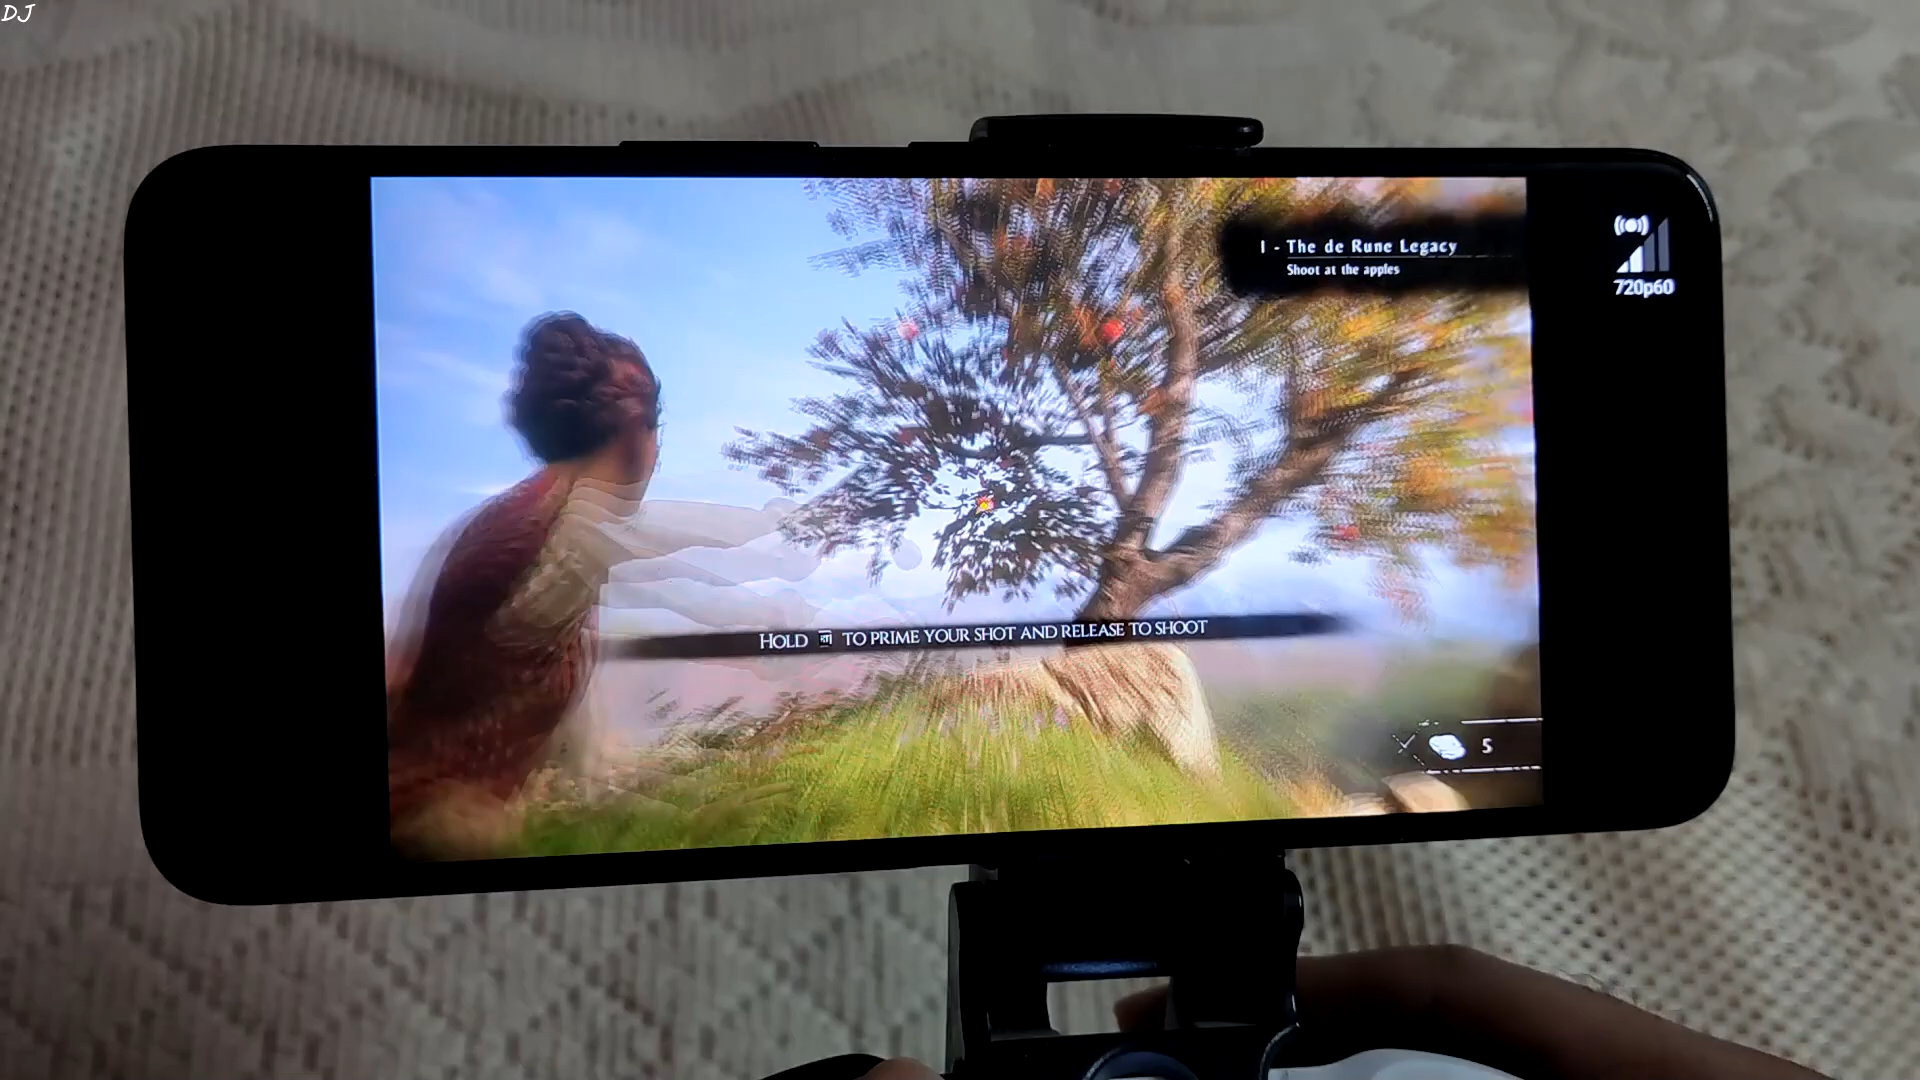 DJ
I - The de Rune Legacy
Shoot at the apples
720p60
HOLD RT TO PRIME YOUR SHOT AND RELEASE TO SHOOT
5